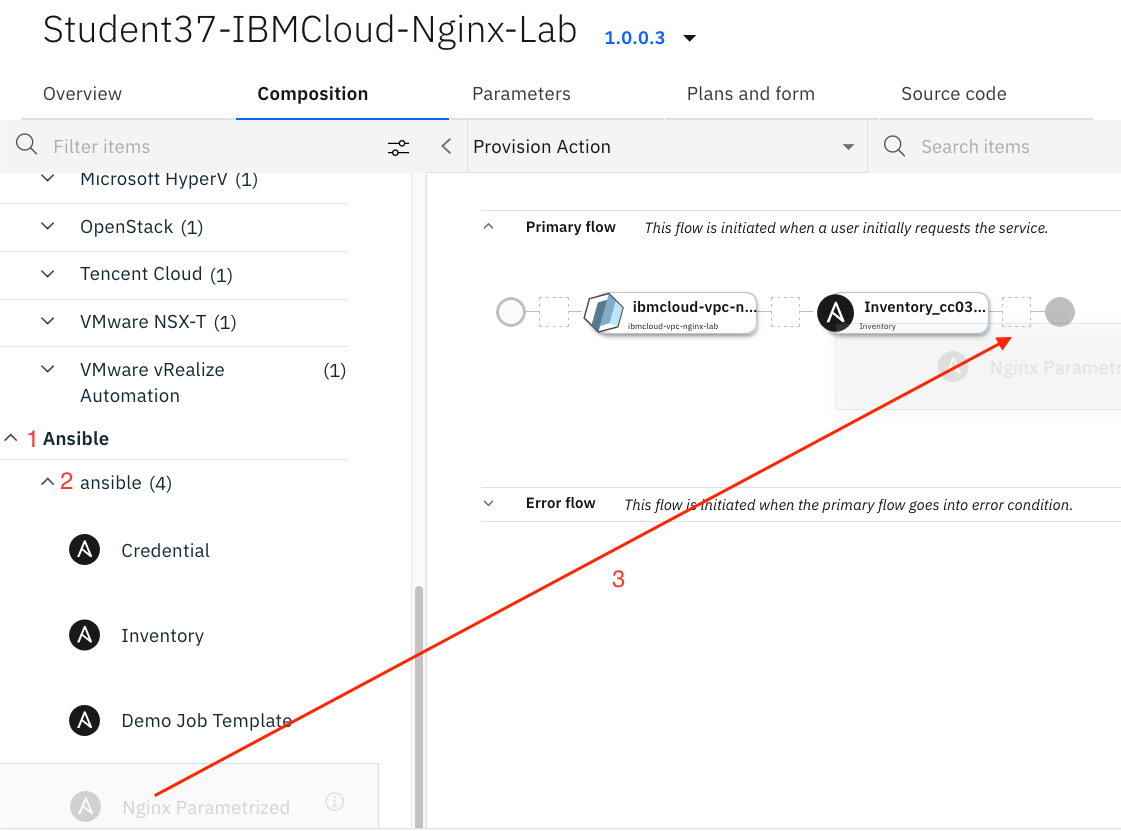 Student37-IBMCloud-Nginx-Lab 1.0.0.3
Overview Composition Parameters Plans and form Source code
Filter items
Provision Action
Search items
Microsoft HyperV (1)
OpenStack (1)
Tencent Cloud (1)
VMware NSX-T (1)
VMware vRealize (1)
Automation
1 Ansible
2 ansible (4)
Credential
Inventory
Demo Job Template
Nginx Parametrized
Primary flow This flow is initiated when a user initially requests the service.
ibmcloud-vpc-n...
ibmcloud-vpc-nginx-lab
Inventory_cc03...
Inventory
Nginx Parametr
Error flow This flow is initiated when the primary flow goes into error condition.
3